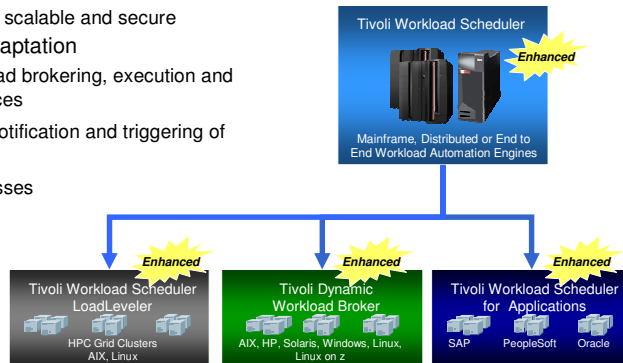 scalable and secure
aptation
ad brokering, execution and
ces
otification and triggering of
sses
Tivoli Workload Scheduler
Enhanced
Mainframe, Distributed or End to
End Workload Automation Engines
Enhanced
Tivoli Workload Scheduler
LoadLeveler
HPC Grid Clusters
AIX, Linux
Enhanced
Tivoli Dynamic
Workload Broker
AIX, HP, Solaris, Windows, Linux,
Linux on z
Enhanced
Tivoli Workload Scheduler
for Applications
SAP PeopleSoft Oracle